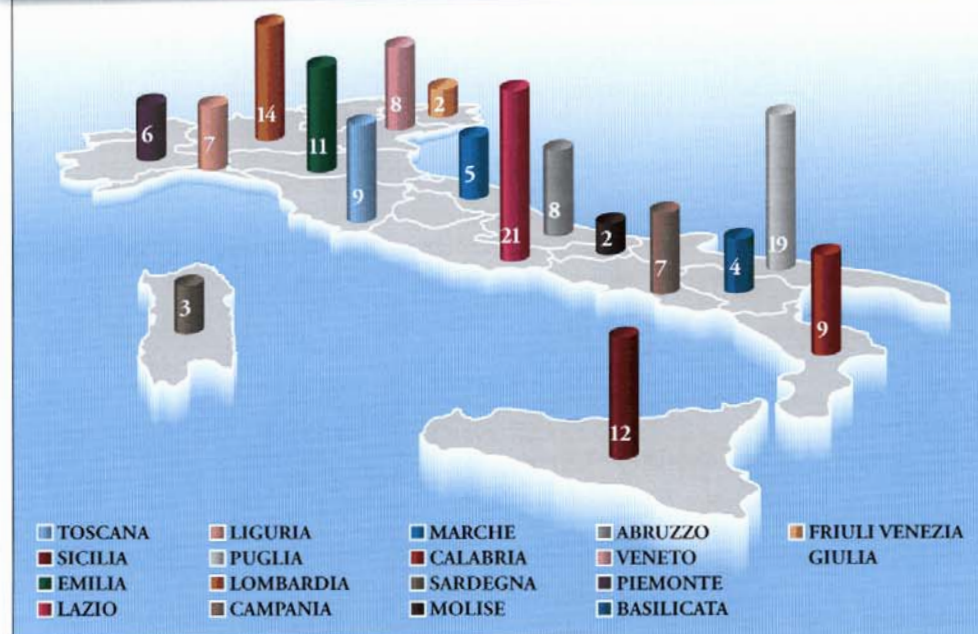 14
8
2
6
7
11
5
9
8
21
2
19
7
4
3
9
12
TOSCANA
SICILIA
EMILIA
LAZIO
LIGURIA
PUGLIA
LOMBARDIA
CAMPANIA
MARCHE
CALABRIA
SARDEGNA
MOLISE
ABRUZZO
VENETO
PIEMONTE
BASILICATA
FRIULI VENEZIA
GIULIA